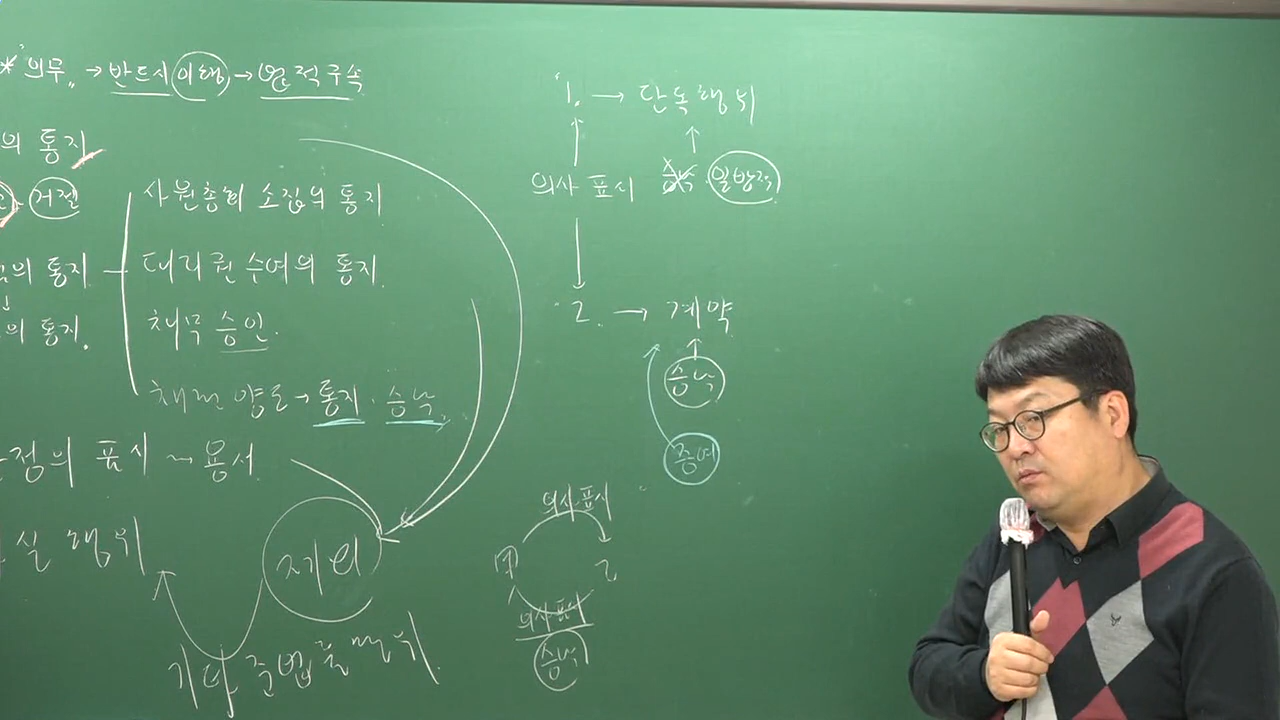 * "의무" → 반드시 이행 → 법적구속
의 통지
거절
사원총회 소집의 통지
의 통지 대리권 수여의 통지
의 통지. 채무 승인.
채권 양도 → 통지 · 승낙
정의 표시 → 용서
실 행위
제의
기타 준법률행위
1. → 단독행위
의사표시 일방적
2. → 계약
승낙
증여
의사표시
甲 乙
의사표시
승낙